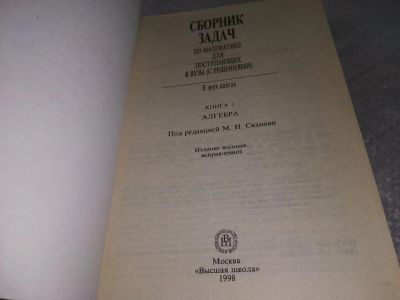 СБОРНИК
ЗАДАЧ
ПО МАТЕМАТИКЕ
ДЛЯ
ПОСТУПАЮЩИХ
В ВУЗЫ (С РЕШЕНИЯМИ)
В двух книгах
КНИГА 1
АЛГЕБРА
Под редакцией М. И. Сканави
Издание восьмое,
исправленное
Москва
«Высшая школа»
1998